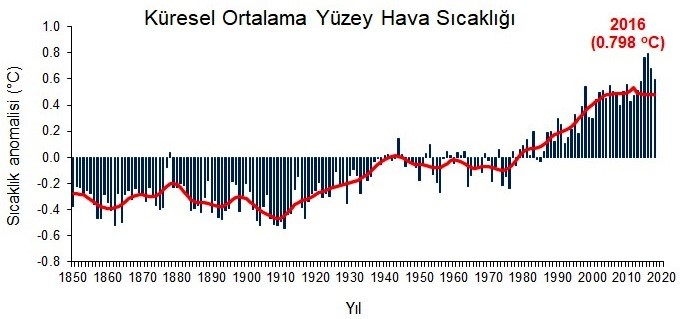 Küresel Ortalama Yüzey Hava Sıcaklığı
2016
(0.798 ºC)
Sıcaklık anomalisi (°C)
1.0
0.8
0.6
0.4
0.2
0.0
-0.2
-0.4
-0.6
-0.8
1850 1860 1870 1880 1890 1900 1910 1920 1930 1940 1950 1960 1970 1980 1990 2000 2010 2020
Yıl